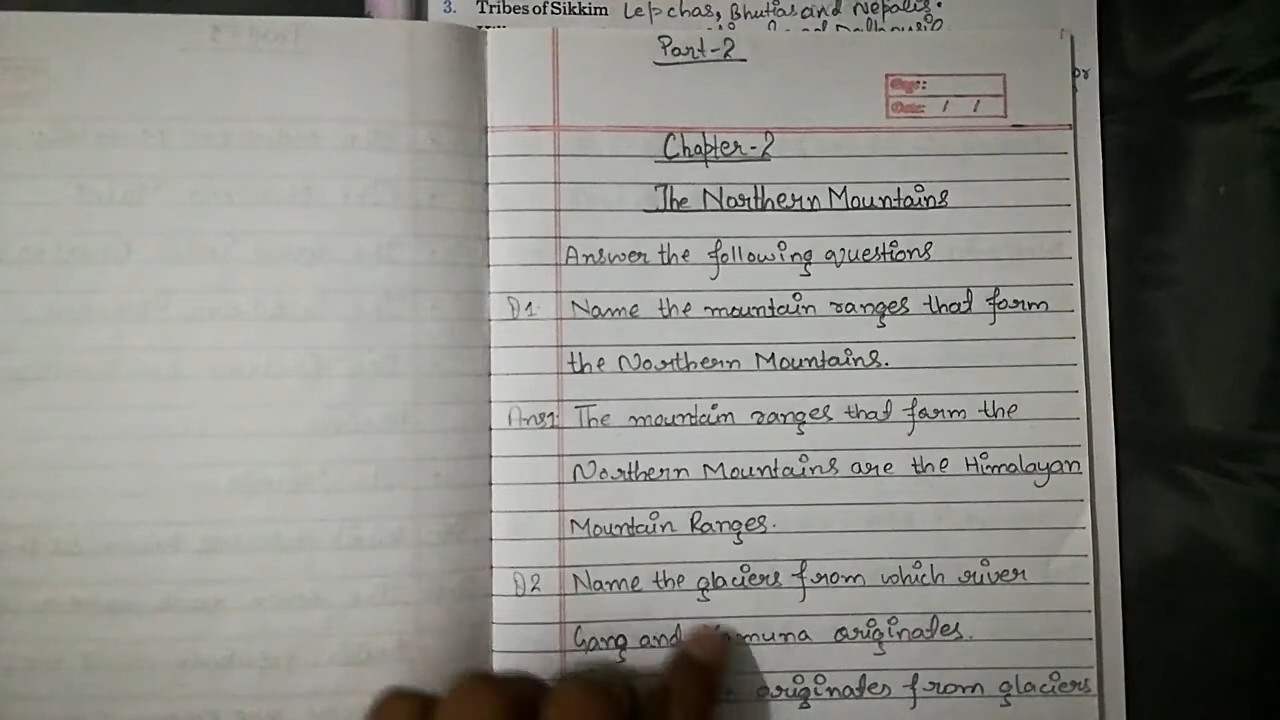 3. Tribes of Sikkim Lepchas, Bhutias and Nepalis.
Part-2
Date: / /
Chapter-2
The Northern Mountains
Answer the following questions
Q1. Name the mountain ranges that form
the Northern Mountains.
Ans1. The mountain ranges that form the
Northern Mountains are the Himalayan
Mountain Ranges.
Q2 Name the glaciers from which river
Gang and originates.
originates from glaciers